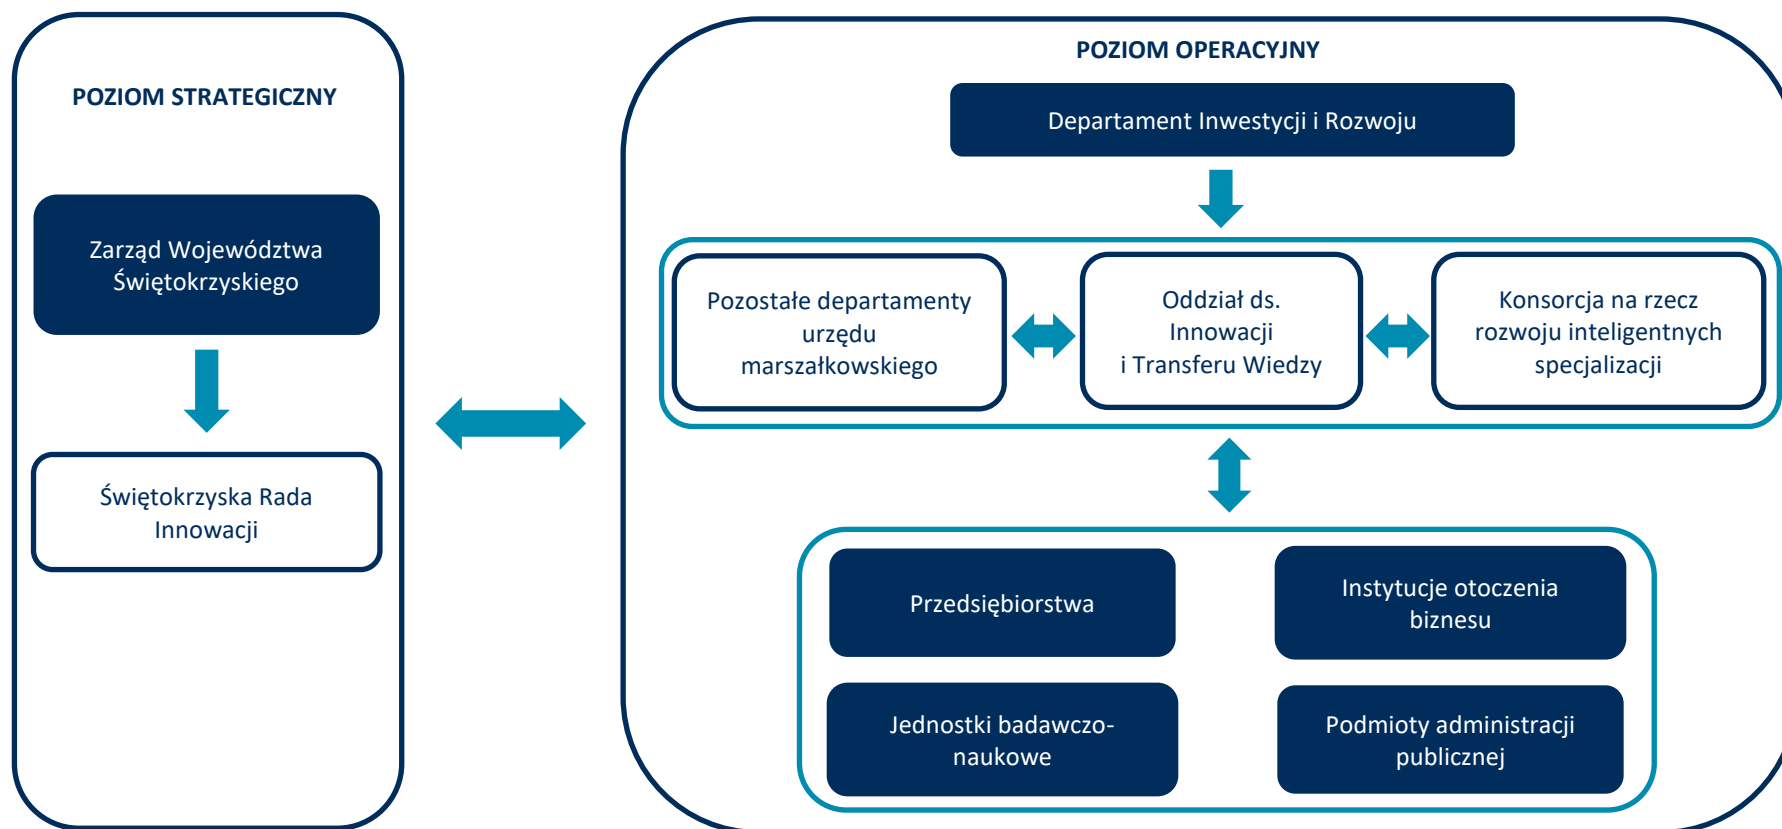 POZIOM STRATEGICZNY
Zarząd Województwa
Świętokrzyskiego
Świętokrzyska Rada
Innowacji
POZIOM OPERACYJNY
Departament Inwestycji i Rozwoju
Pozostałe departamenty
urzędu
marszałkowskiego
Oddział ds.
Innowacji
i Transferu Wiedzy
Konsorcja na rzecz
rozwoju inteligentnych
specjalizacji
Przedsiębiorstwa
Instytucje otoczenia
biznesu
Jednostki badawczo-
naukowe
Podmioty administracji
publicznej